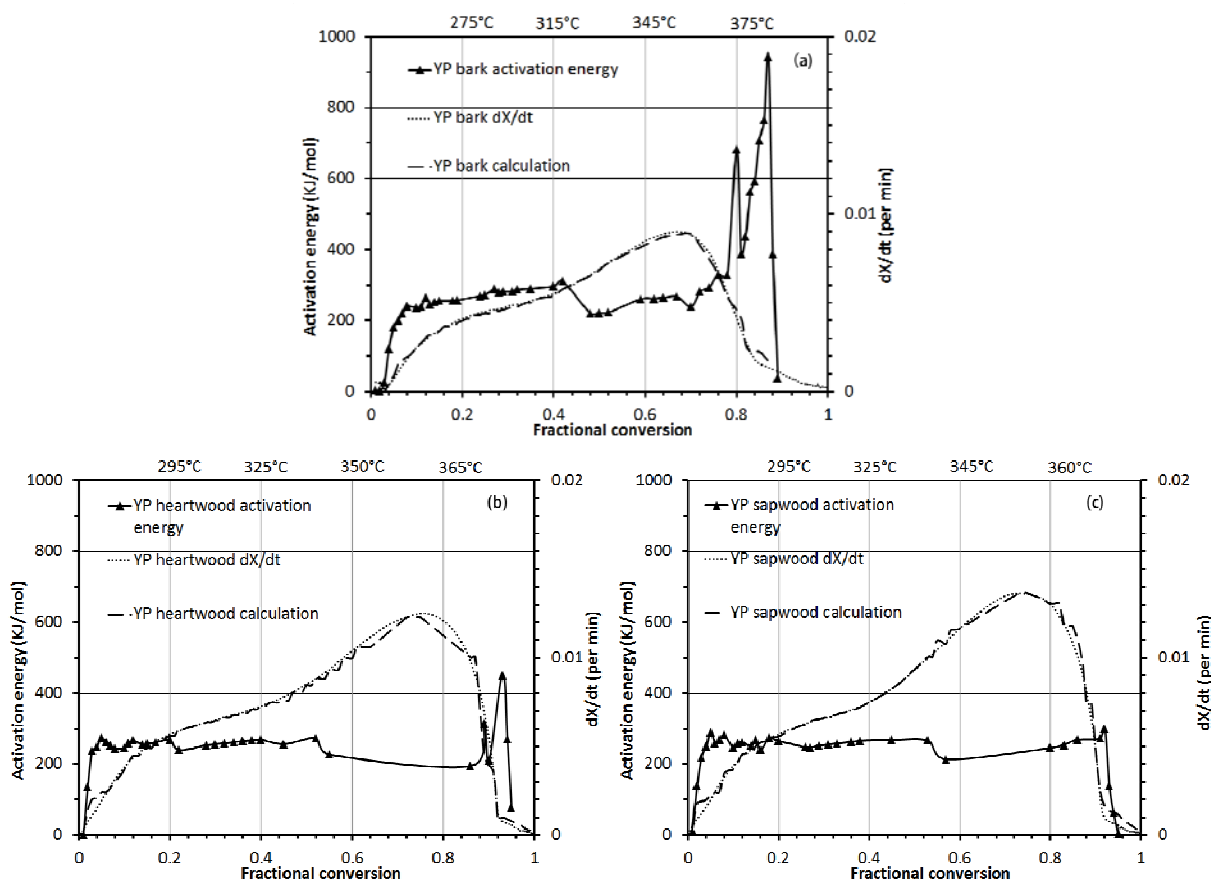 275°C 315°C 345°C 375°C
1000 0.02
(a)
YP bark activation energy
800
YP bark dX/dt
YP bark calculation
600
0.01
400
200
0 0
0 0.2 0.4 0.6 0.8 1
Activation energy (KJ/mol)
dX/dt (per min)
Fractional conversion
295°C 325°C 350°C 365°C
1000 0.02
(b)
YP heartwood activation
energy
800
YP heartwood dX/dt
YP heartwood calculation
600
0.01
400
200
0 0
0 0.2 0.4 0.6 0.8 1
Activation energy (KJ/mol)
dX/dt (per min)
Fractional conversion
295°C 325°C 345°C 360°C
1000 0.02
(c)
YP sapwood activation
energy
800
YP sapwood dX/dt
YP sapwood calculation
600
0.01
400
200
0 0
0 0.2 0.4 0.6 0.8 1
Activation energy (KJ/mol)
dX/dt (per min)
Fractional conversion